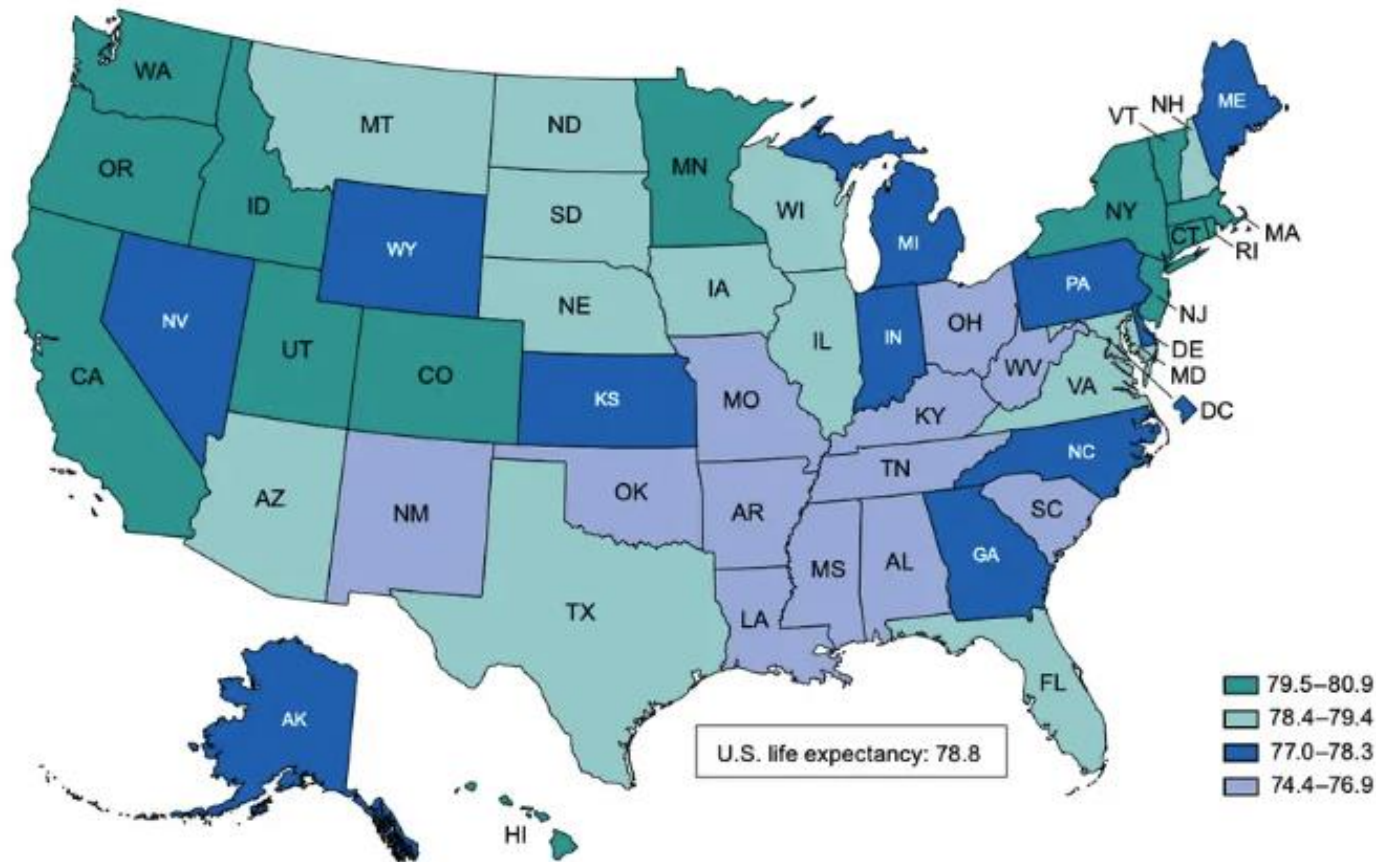 WA
MT
ND
MN
VT
NH
ME
OR
ID
SD
WI
NY
MA
CT
RI
WY
MI
NV
NE
IA
PA
NJ
CA
UT
CO
IL
IN
OH
DE
MD
WV
VA
DC
KS
MO
KY
NC
AZ
NM
OK
AR
TN
SC
MS
AL
GA
TX
LA
FL
AK
HI
U.S. life expectancy: 78.8
79.5–80.9
78.4–79.4
77.0–78.3
74.4–76.9